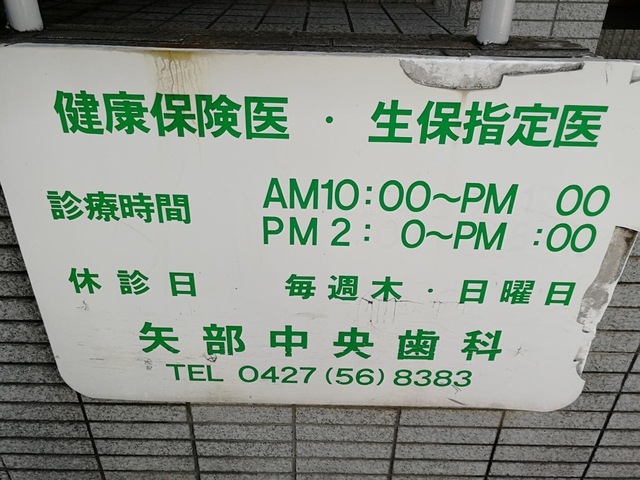 健康保険医・生保指定医
診療時間 AM10:00〜PM 00
PM2: 0〜PM :00
休診日 毎週木・日曜日
矢部中央歯科
TEL 0427(56)8383